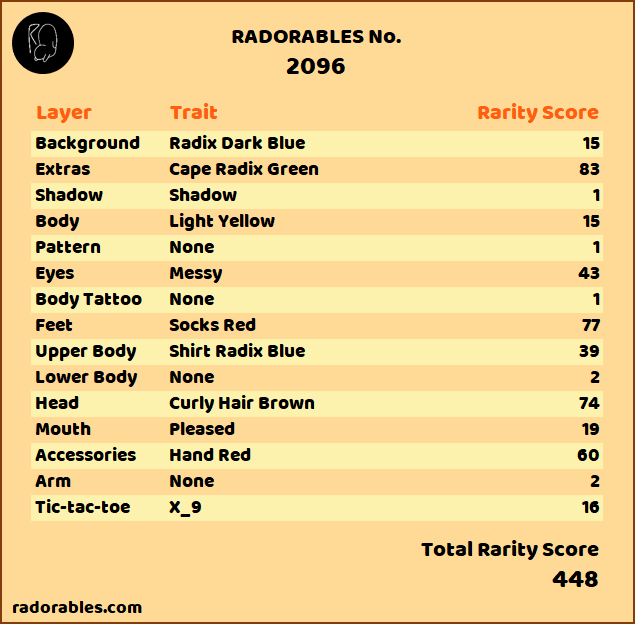 RADORABLES No.
2096
Layer Trait Rarity Score
Background Radix Dark Blue 15
Extras Cape Radix Green 83
Shadow Shadow 1
Body Light Yellow 15
Pattern None 1
Eyes Messy 43
Body Tattoo None 1
Feet Socks Red 77
Upper Body Shirt Radix Blue 39
Lower Body None 2
Head Curly Hair Brown 74
Mouth Pleased 19
Accessories Hand Red 60
Arm None 2
Tic-tac-toe X_9 16
Total Rarity Score
448
radorables.com